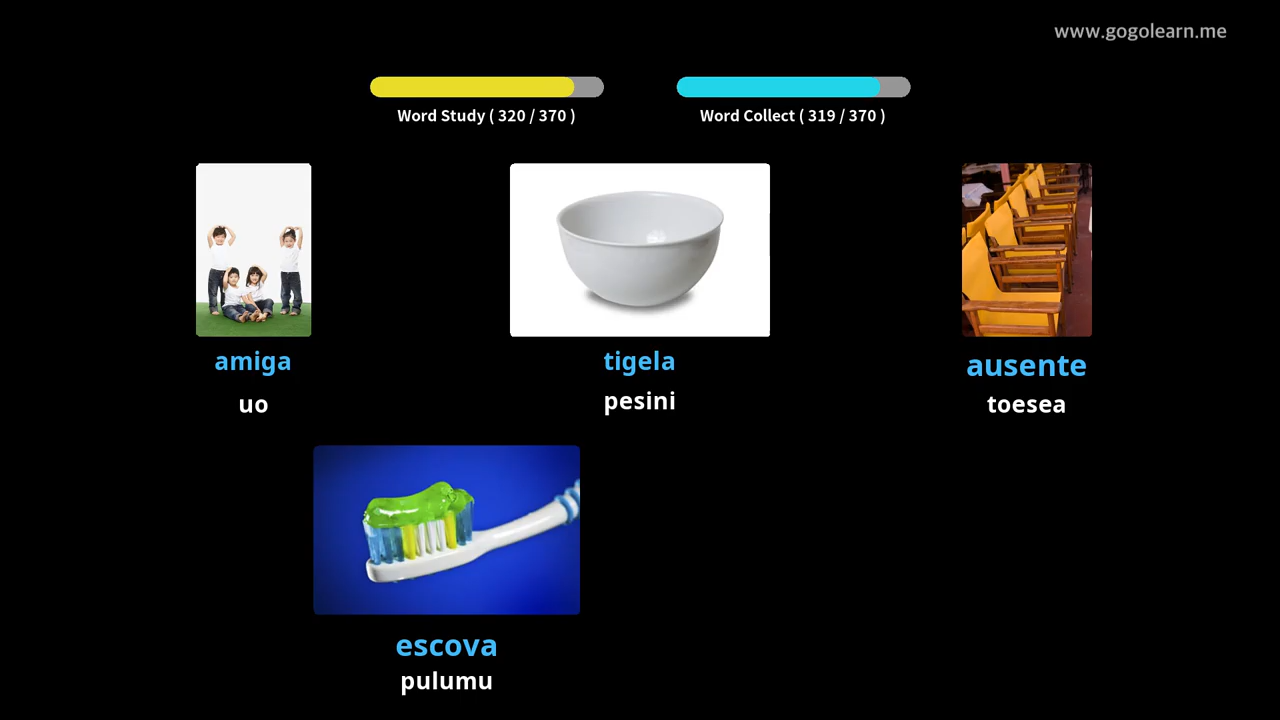 www.gogolearn.me
Word Study ( 320 / 370 )
Word Collect ( 319 / 370 )
amiga
uo
tigela
pesini
ausente
toesea
escova
pulumu